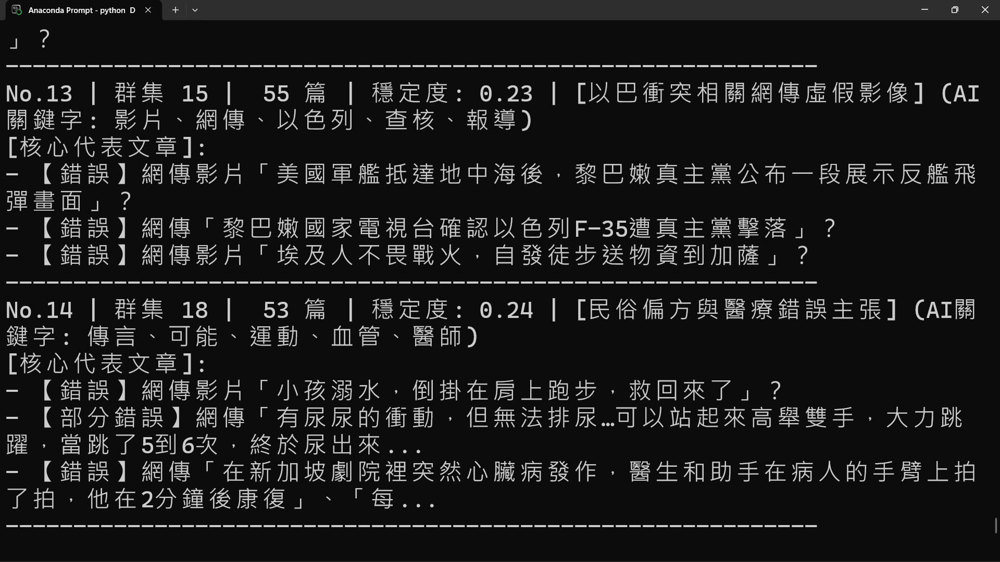 Anaconda Prompt - python D
」 ?
------------------------------------------------------------
No.13 | 群集 15 |  55 篇 | 穩定度: 0.23 | [以巴衝突相關網傳虛假影像] (AI
關鍵字: 影片、網傳、以色列、查核、報導)
[核心代表文章]:
- 【錯誤】網傳影片「美國軍艦抵達地中海後，黎巴嫩真主黨公布一段展示反艦飛
彈畫面」?
- 【錯誤】網傳「黎巴嫩國家電視台確認以色列F-35遭真主黨擊落」?
- 【錯誤】網傳影片「埃及人不畏戰火，自發徒步送物資到加薩」?
------------------------------------------------------------
No.14 | 群集 18 |  53 篇 | 穩定度: 0.24 | [民俗偏方與醫療錯誤主張] (AI關
鍵字: 傳言、可能、運動、血管、醫師)
[核心代表文章]:
- 【錯誤】網傳影片「小孩溺水，倒掛在肩上跑步，救回來了」?
- 【部分錯誤】網傳「有尿尿的衝動，但無法排尿…可以站起來高舉雙手，大力跳
躍，當跳了5到6次，終於尿出來...
- 【錯誤】網傳「在新加坡劇院裡突然心臟病發作，醫生和助手在病人的手臂上拍
了拍，他在2分鐘後康復」、「每...
------------------------------------------------------------